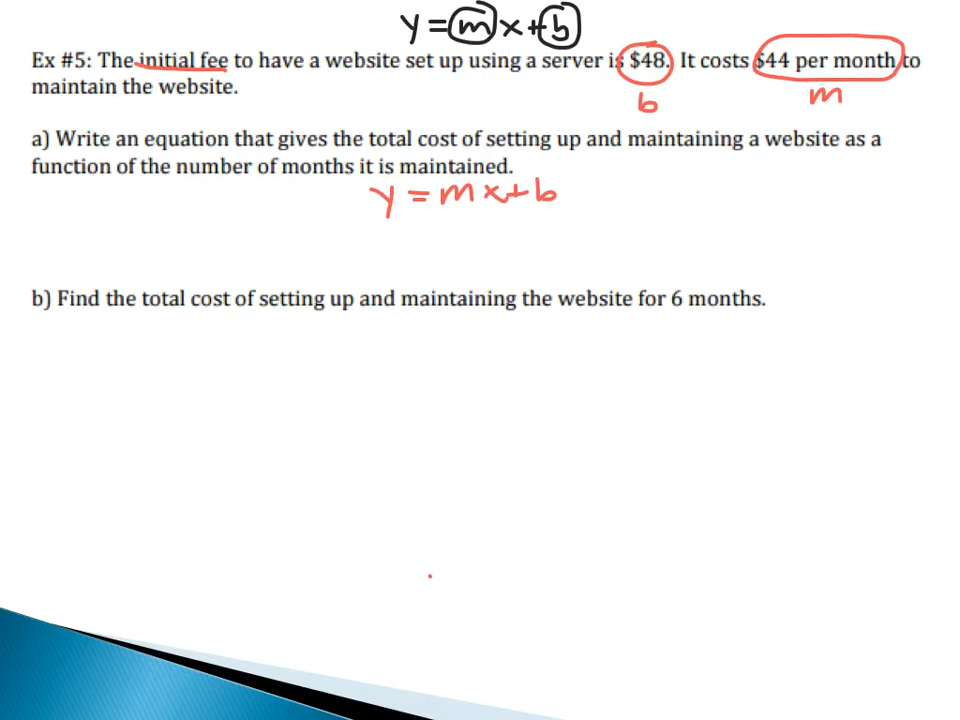 y = m x + b
Ex #5: The initial fee to have a website set up using a server is $48. It costs $44 per month to
b m
maintain the website.
a) Write an equation that gives the total cost of setting up and maintaining a website as a
function of the number of months it is maintained.
y = m x + b
b) Find the total cost of setting up and maintaining the website for 6 months.